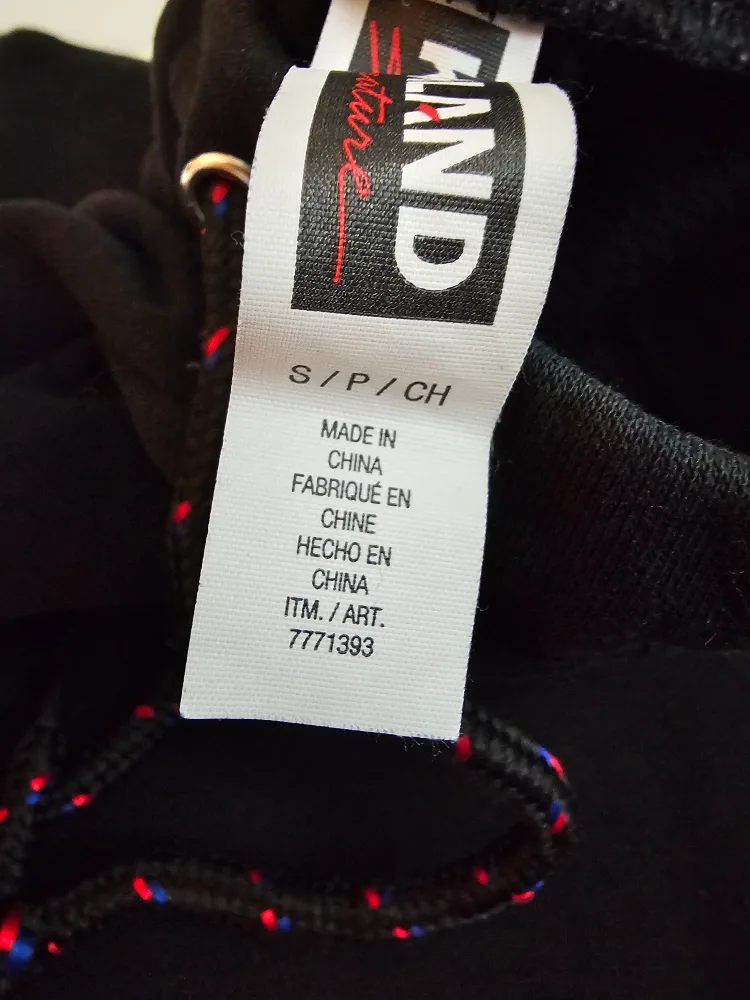 S / P / CH
MADE IN
CHINA
FABRIQUÉ EN
CHINE
HECHO EN
CHINA
ITM. / ART.
7771393